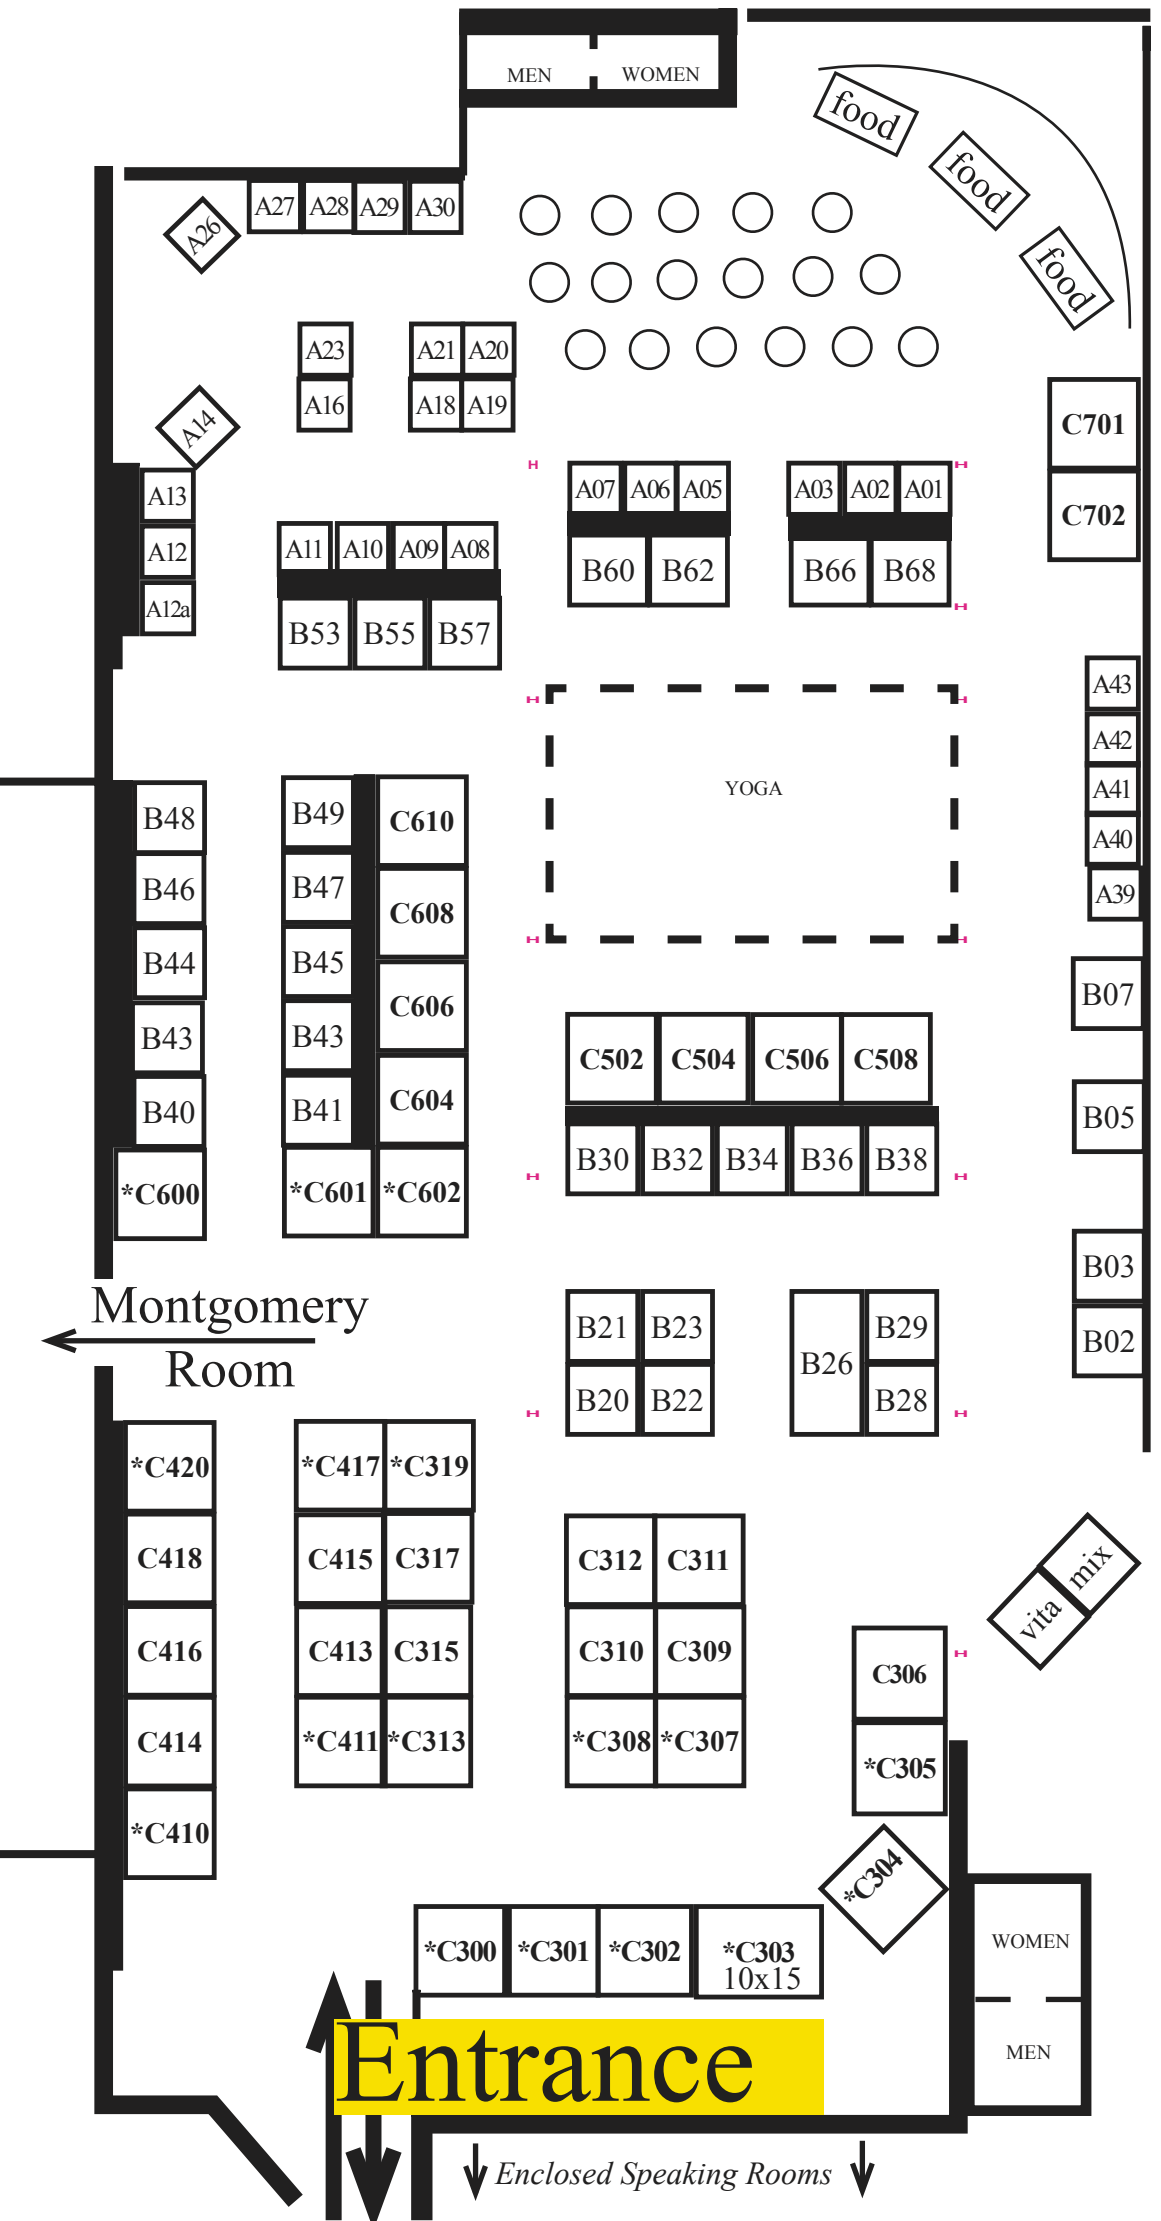 MEN WOMEN
food
food
food
A26
A27 A28 A29 A30
A23 A21 A20
A16 A18 A19
A14
C701
C702
A13
A12
A12a
A07 A06 A05 A03 A02 A01
A11 A10 A09 A08
B60 B62 B66 B68
B53 B55 B57
A43
A42
A41
A40
A39
YOGA
B48 B49 C610
B46 B47 C608
B44 B45 C606
B43 B43 C604
B40 B41
*C600 *C601 *C602
B07
B05
C502 C504 C506 C508
B30 B32 B34 B36 B38
B03
B02
Montgomery
Room
B21 B23 B26 B29
B20 B22 B28
*C420 *C417 *C319
C418 C415 C317 C312 C311
C416 C413 C315 C310 C309
C414 *C411 *C313 *C308 *C307
*C410
vita mix
C306
*C305
*C304
*C300 *C301 *C302 *C303
10x15
WOMEN
MEN
Entrance
Enclosed Speaking Rooms